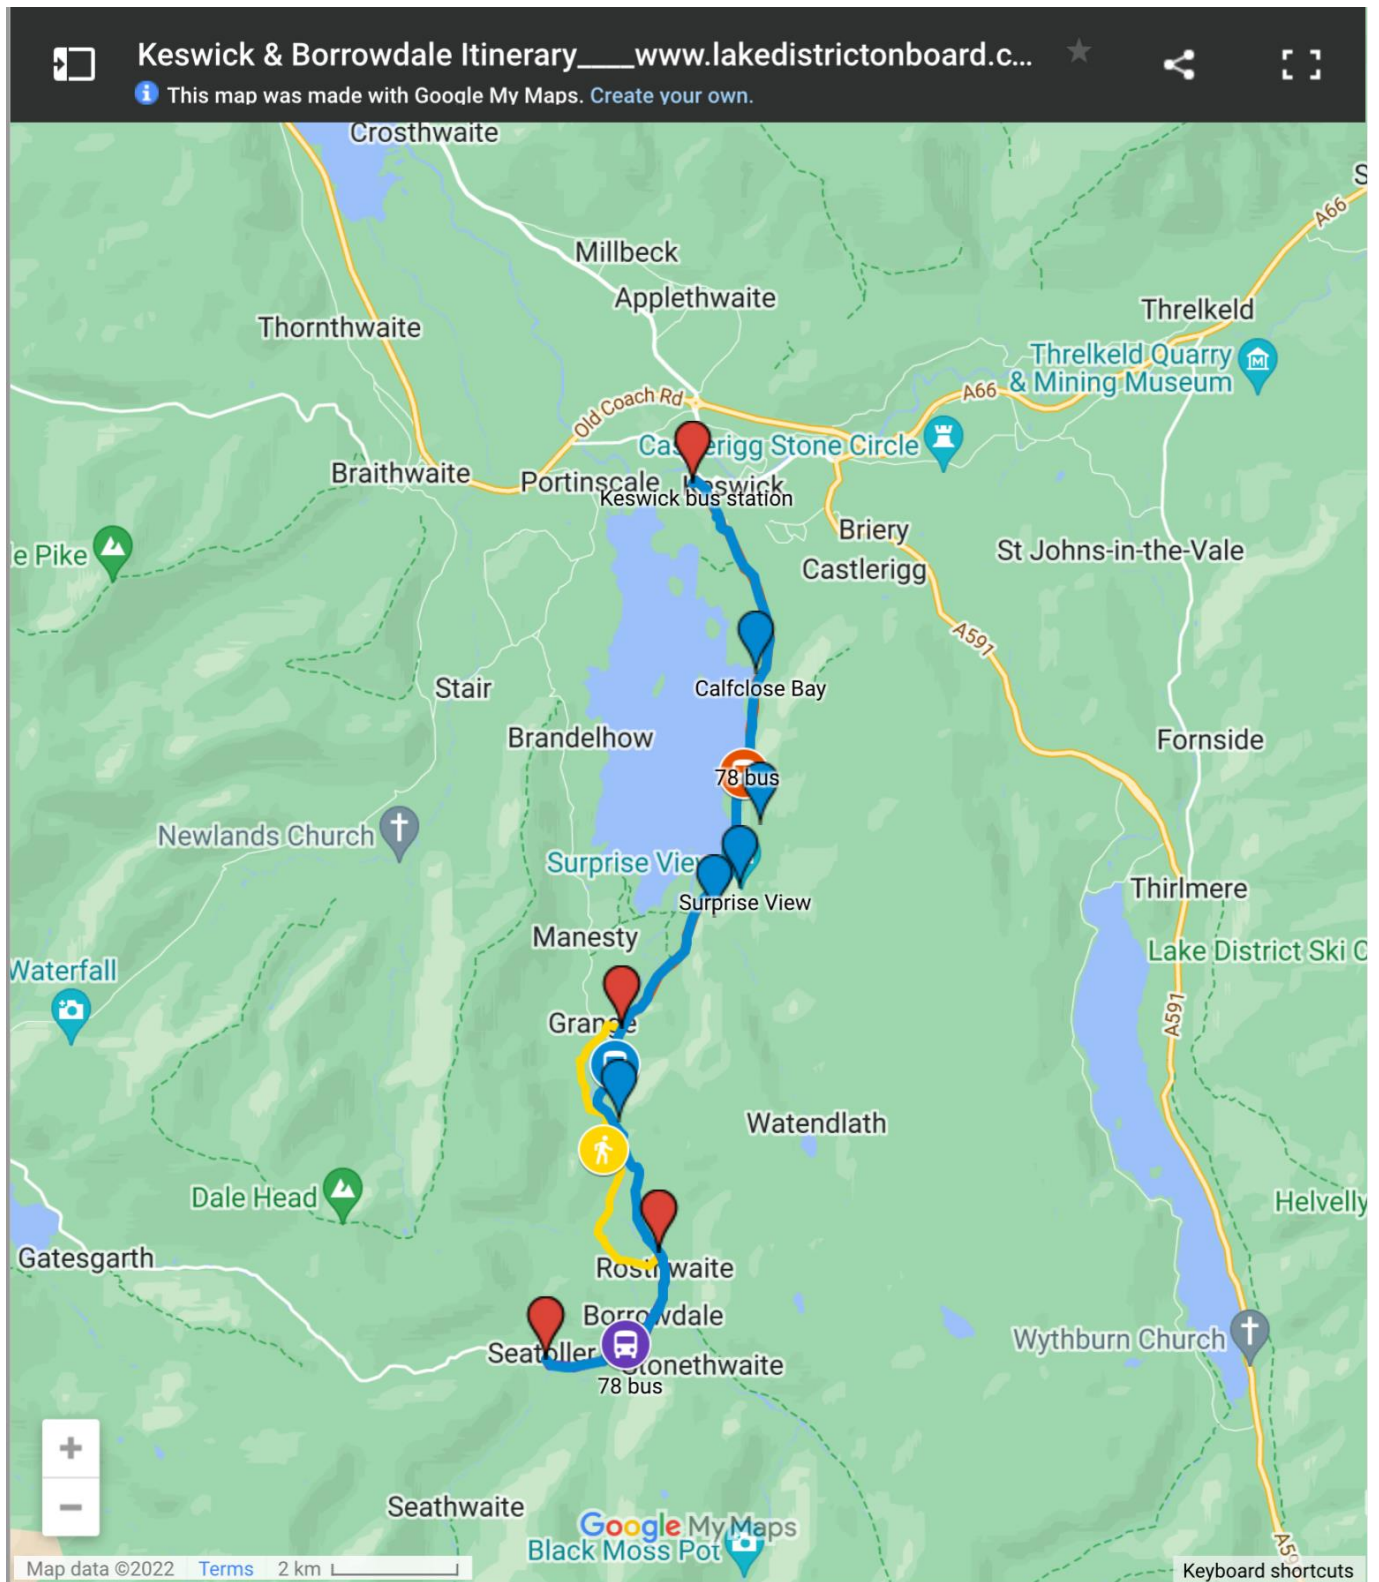 Keswick & Borrowdale Itinerary____www.lakedistrictonboard.c...
This map was made with Google My Maps. Create your own.
Crosthwaite
S
A66
Millbeck
Applethwaite
Threlkeld
Thornthwaite
Threlkeld Quarry
& Mining Museum
A66
Old Coach Rd
Castlerigg Stone Circle
Braithwaite
Portinscale
Keswick
Keswick bus station
Briery
e Pike
St Johns-in-the-Vale
Castlerigg
A591
Stair
Calfclose Bay
Brandelhow
Fornside
78 bus
Newlands Church
Surprise View
Thirlmere
Surprise View
Manesty
Lake District Ski C
Waterfall
A591
Grange
Watendlath
Dale Head
Helvelly
Gatesgarth
Rosthwaite
Borrowdale
Wythburn Church
Seatoller
Stonethwaite
78 bus
+
−
Seathwaite
Google My Maps
Black Moss Pot
A59
Map data ©2022 Terms 2 km
Keyboard shortcuts